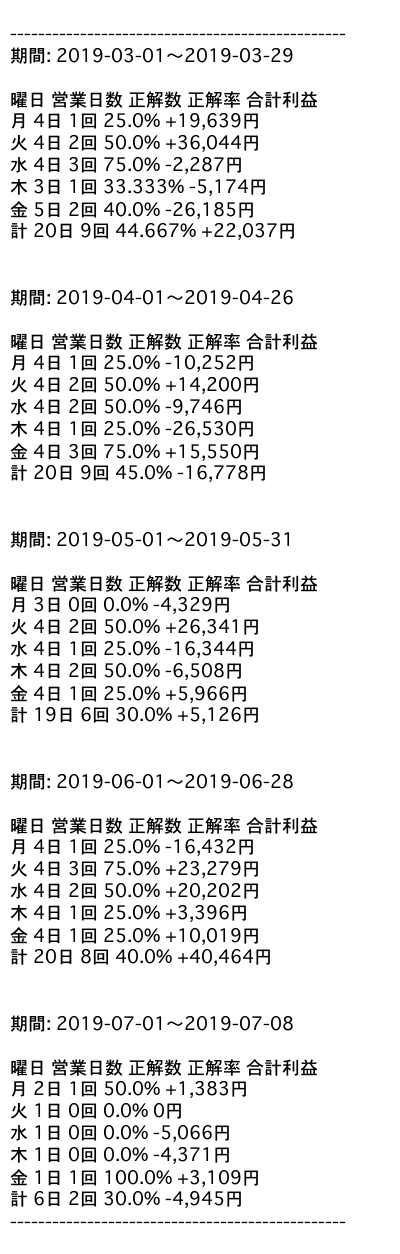 ------------------------------------------------
期間: 2019-03-01〜2019-03-29
曜日 営業日数 正解数 正解率 合計利益
月 4日 1回 25.0% +19,639円
火 4日 2回 50.0% +36,044円
水 4日 3回 75.0% -2,287円
木 3日 1回 33.333% -5,174円
金 5日 2回 40.0% -26,185円
計 20日 9回 44.667% +22,037円
期間: 2019-04-01〜2019-04-26
曜日 営業日数 正解数 正解率 合計利益
月 4日 1回 25.0% -10,252円
火 4日 2回 50.0% +14,200円
水 4日 2回 50.0% -9,746円
木 4日 1回 25.0% -26,530円
金 4日 3回 75.0% +15,550円
計 20日 9回 45.0% -16,778円
期間: 2019-05-01〜2019-05-31
曜日 営業日数 正解数 正解率 合計利益
月 3日 0回 0.0% -4,329円
火 4日 2回 50.0% +26,341円
水 4日 1回 25.0% -16,344円
木 4日 2回 50.0% -6,508円
金 4日 1回 25.0% +5,966円
計 19日 6回 30.0% +5,126円
期間: 2019-06-01〜2019-06-28
曜日 営業日数 正解数 正解率 合計利益
月 4日 1回 25.0% -16,432円
火 4日 3回 75.0% +23,279円
水 4日 2回 50.0% +20,202円
木 4日 1回 25.0% +3,396円
金 4日 1回 25.0% +10,019円
計 20日 8回 40.0% +40,464円
期間: 2019-07-01〜2019-07-08
曜日 営業日数 正解数 正解率 合計利益
月 2日 1回 50.0% +1,383円
火 1日 0回 0.0% 0円
水 1日 0回 0.0% -5,066円
木 1日 0回 0.0% -4,371円
金 1日 1回 100.0% +3,109円
計 6日 2回 30.0% -4,945円
------------------------------------------------